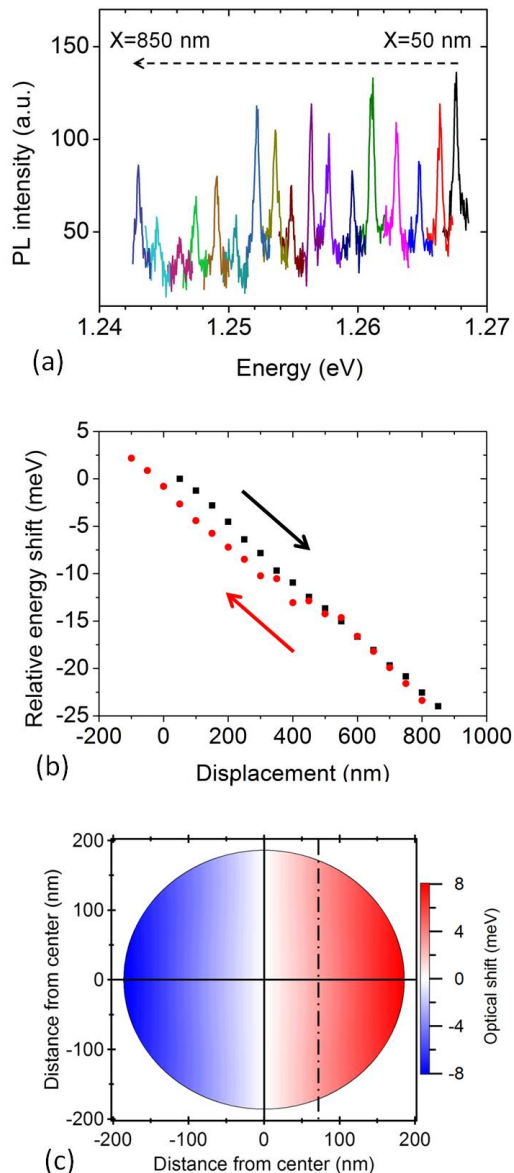 X=850 nm X=50 nm
150
100
50
PL intensity (a.u.)
1.24 1.25 1.26 1.27
Energy (eV)
(a)
5
0
-5
-10
-15
-20
-25
Relative energy shift (meV)
-200 0 200 400 600 800 1000
Displacement (nm)
(b)
200
100
0
-100
-200
Distance from center (nm)
8
4
0
-4
-8
Optical shift (meV)
-200 -100 0 100 200
Distance from center (nm)
(c)